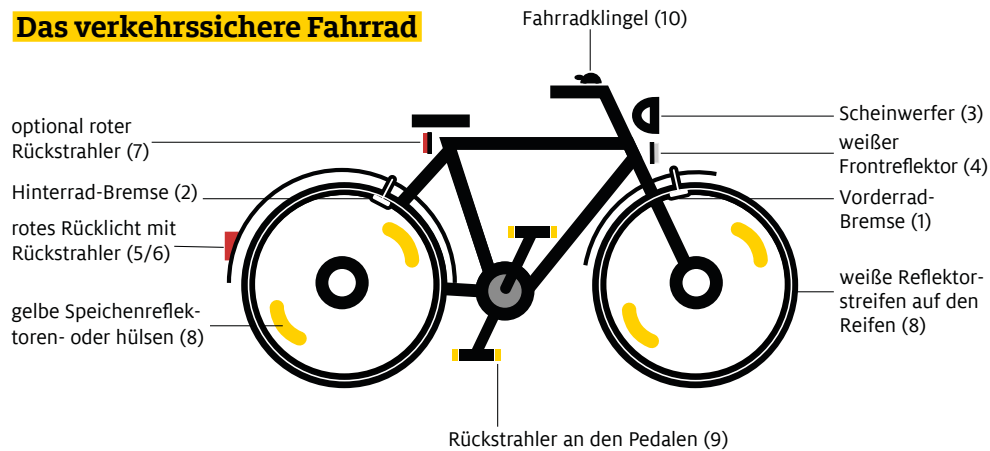 Das verkehrssichere Fahrrad
Fahrradklingel (10)
optional roter
Rückstrahler (7)
Hinterrad-Bremse (2)
rotes Rücklicht mit
Rückstrahler (5/6)
gelbe Speichenreflek-
toren- oder hülsen (8)
Scheinwerfer (3)
weißer
Frontreflektor (4)
Vorderrad-
Bremse (1)
weiße Reflektor-
streifen auf den
Reifen (8)
Rückstrahler an den Pedalen (9)